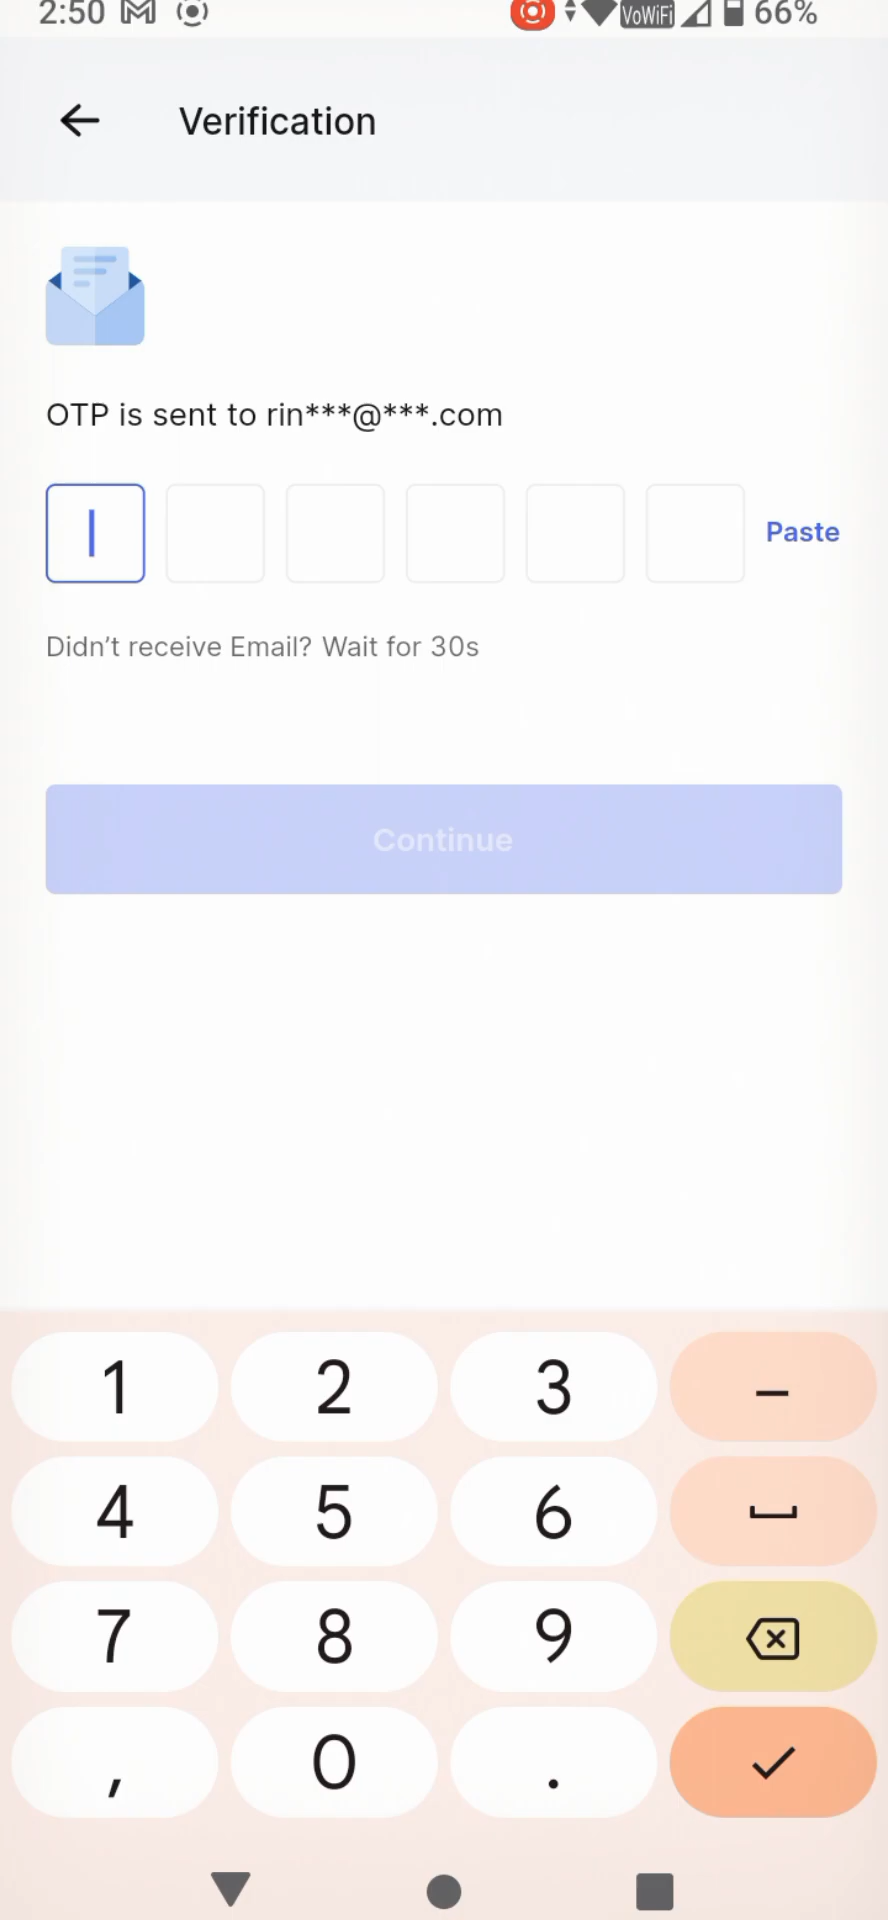 2:50 VoWiFi 66%
Verification
OTP is sent to rin***@***.com
Paste
Didn’t receive Email? Wait for 30s
Continue
1 2 3 –
4 5 6
7 8 9
, 0 .